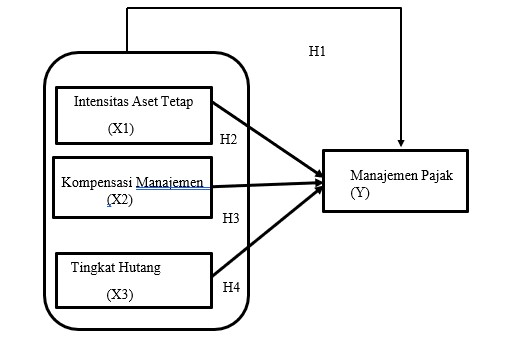 H1
Intensitas Aset Tetap
(X1)
H2
Kompensasi Manajemen
(X2)
Manajemen Pajak
(Y)
H3
Tingkat Hutang
(X3)
H4